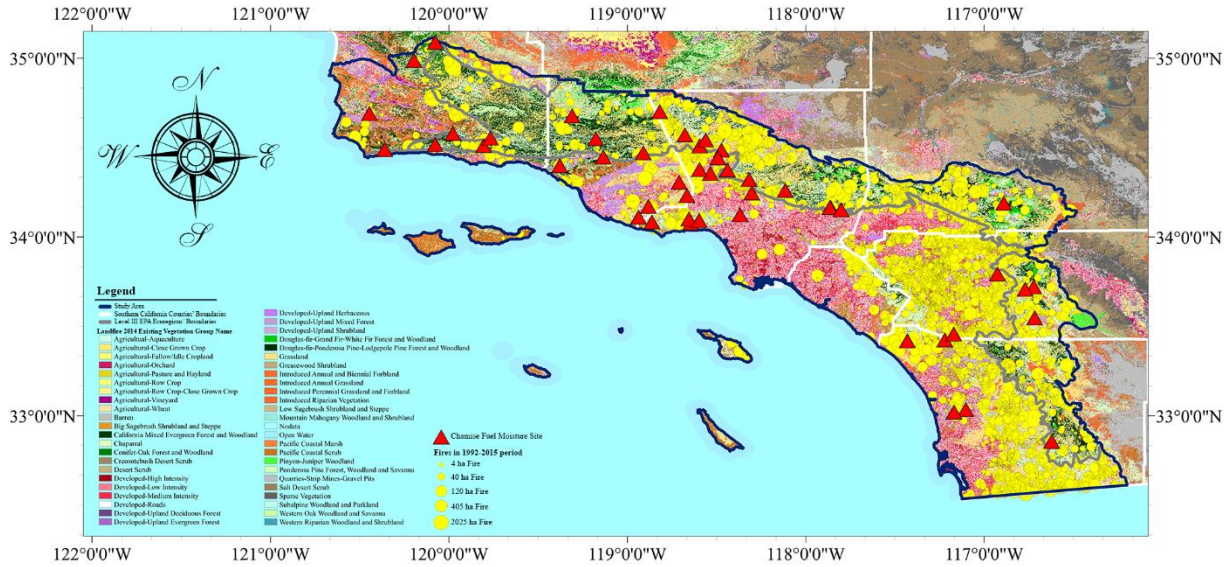 122°0'0"W 121°0'0"W 120°0'0"W 119°0'0"W 118°0'0"W 117°0'0"W
35°0'0"N 35°0'0"N
N
W E
S
34°0'0"N 34°0'0"N
33°0'0"N 33°0'0"N
Legend
Study Area
Southern California Counties' Boundaries
Level III EPA Ecoregions' Boundaries
Landfire 2014 Existing Vegetation Group Name
Agricultual-Aquaculture
Agricultural-Close Grown Crop
Agricultural-Fallow/Idle Cropland
Agricultural-Orchard
Agricultural-Pasture and Hayland
Agricultural-Row Crop
Agricultural-Row Crop-Close Grown Crop
Agricultural-Vineyard
Agricultural-Wheat
Barren
Big Sagebrush Shrubland and Steppe
California Mixed Evergreen Forest and Woodland
Chaparral
Conifer-Oak Forest and Woodland
Creosotebush Desert Scrub
Desert Scrub
Developed-High Intensity
Developed-Low Intensity
Developed-Medium Intensity
Developed-Roads
Developed-Upland Deciduous Forest
Developed-Upland Evergreen Forest
Developed-Upland Herbaceous
Developed-Upland Mixed Forest
Developed-Upland Shrubland
Douglas-fir-Grand Fir-White Fir Forest and Woodland
Douglas-fir-Ponderosa Pine-Lodgepole Pine Forest and Woodland
Grassland
Greasewood Shrubland
Introduced Annual and Biennial Forbland
Introduced Annual Grassland
Introduced Perennial Grassland and Forbland
Introduced Riparian Vegetation
Low Sagebrush Shrubland and Steppe
Mountain Mahogany Woodland and Shrubland
Nodata
Open Water
Pacific Coastal Marsh
Pacific Coastal Scrub
Pinyon-Juniper Woodland
Ponderosa Pine Forest, Woodland and Savanna
Quarries-Strip Mines-Gravel Pits
Salt Desert Scrub
Sparse Vegetation
Subalpine Woodland and Parkland
Western Oak Woodland and Savanna
Western Riparian Woodland and Shrubland
Chamise Fuel Moisture Site
Fires in 1992-2015 period
4 ha Fire
40 ha Fire
120 ha Fire
405 ha Fire
2025 ha Fire
122°0'0"W 121°0'0"W 120°0'0"W 119°0'0"W 118°0'0"W 117°0'0"W